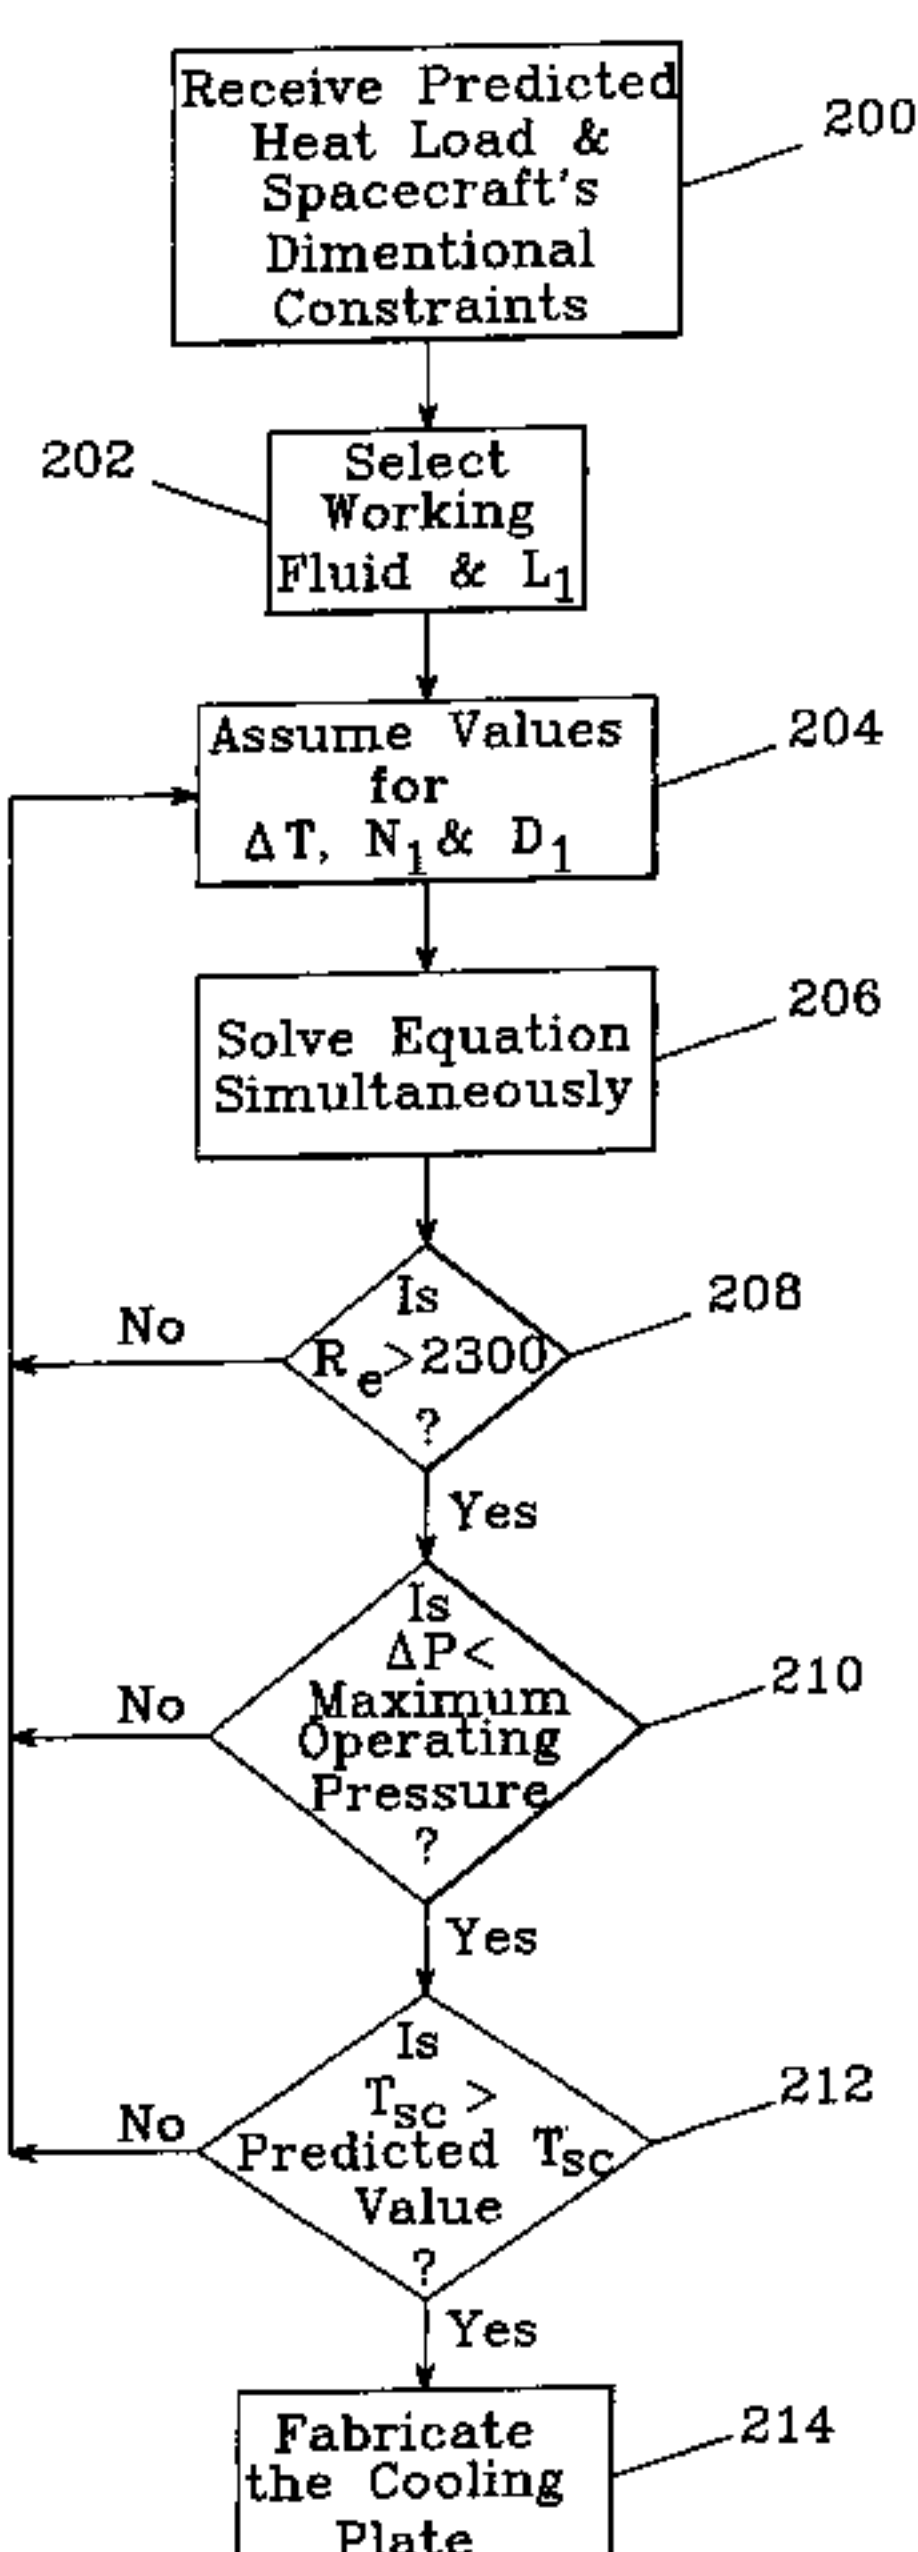 Receive Predicted
Heat Load &
Spacecraft's
Dimentional
Constraints
200
202
Select
Working
Fluid & L1
204
Assume Values
for
ΔT, N1 & D1
206
Solve Equation
Simultaneously
208
Is
Re>2300
?
No
Yes
210
Is
ΔP<
Maximum
Operating
Pressure
?
No
Yes
212
Is
Tsc >
Predicted Tsc
Value
?
No
Yes
214
Fabricate
the Cooling
Plate